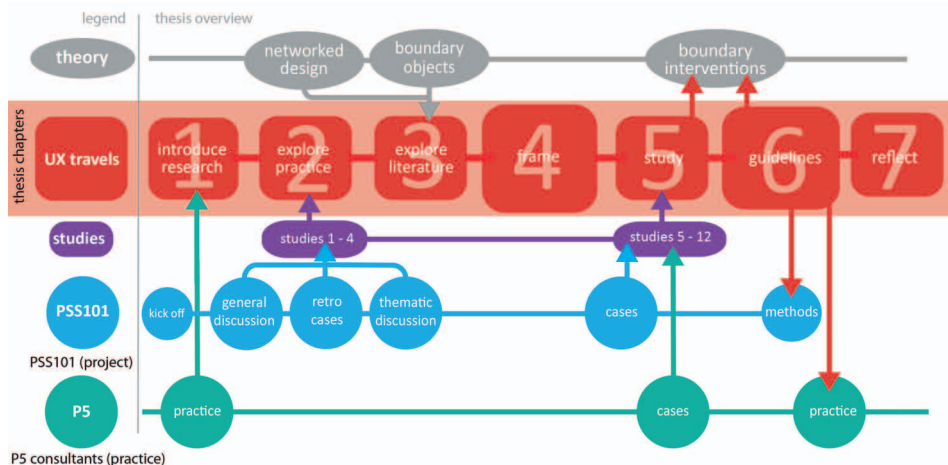 legend
thesis overview
theory
networked
design
boundary
objects
boundary
interventions
thesis chapters
UX travels
1
introduce
research
2
explore
practice
3
explore
literature
4
frame
5
study
6
guidelines
7
reflect
studies
studies 1 - 4
studies 5 - 12
PSS101
kick off
general
discussion
retro
cases
thematic
discussion
cases
methods
PSS101 (project)
P5
practice
cases
practice
P5 consultants (practice)